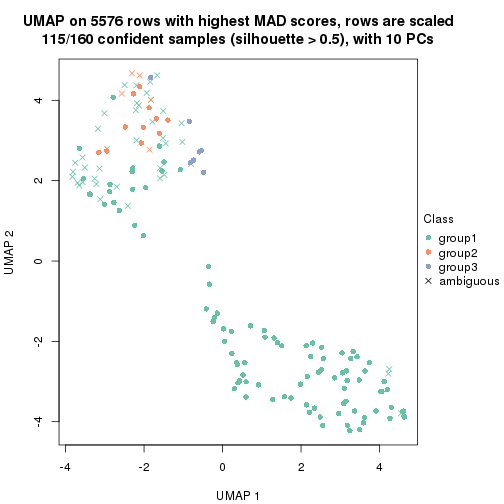 UMAP on 5576 rows with highest MAD scores, rows are scaled
115/160 confident samples (silhouette > 0.5), with 10 PCs
4
2
0
-2
-4
UMAP 2
-4
-2
0
2
4
UMAP 1
Class
group1
group2
group3
ambiguous